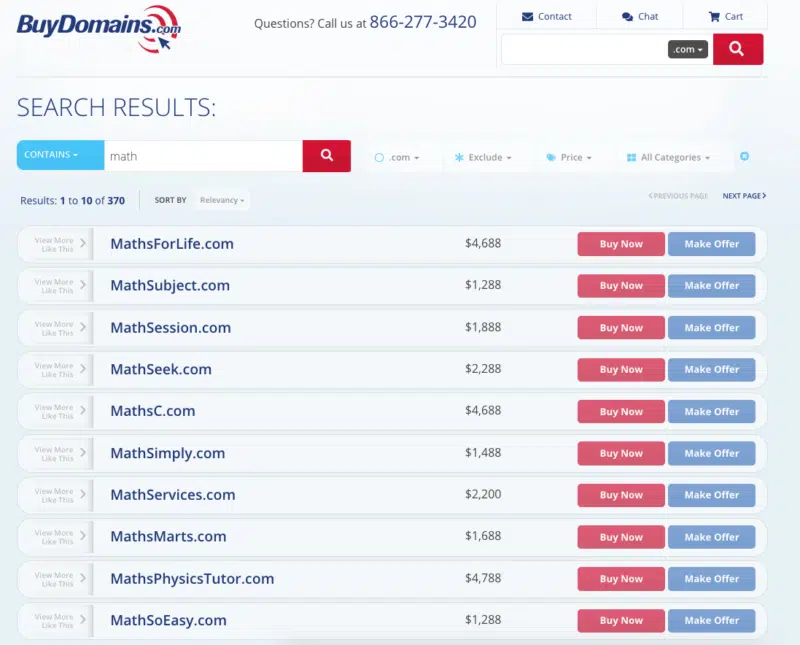 BuyDomains.com
Questions? Call us at 866-277-3420
Contact
Chat
Cart
.com
SEARCH RESULTS:
CONTAINS
math
.com
Exclude
Price
All Categories
Results: 1 to 10 of 370
SORT BY
Relevancy
PREVIOUS PAGE
NEXT PAGE
View More
Like This
MathsForLife.com
$4,688
Buy Now
Make Offer
View More
Like This
MathSubject.com
$1,288
Buy Now
Make Offer
View More
Like This
MathSession.com
$1,888
Buy Now
Make Offer
View More
Like This
MathSeek.com
$2,288
Buy Now
Make Offer
View More
Like This
MathsC.com
$4,688
Buy Now
Make Offer
View More
Like This
MathSimply.com
$1,488
Buy Now
Make Offer
View More
Like This
MathServices.com
$2,200
Buy Now
Make Offer
View More
Like This
MathsMarts.com
$1,688
Buy Now
Make Offer
View More
Like This
MathsPhysicsTutor.com
$4,788
Buy Now
Make Offer
View More
Like This
MathSoEasy.com
$1,288
Buy Now
Make Offer